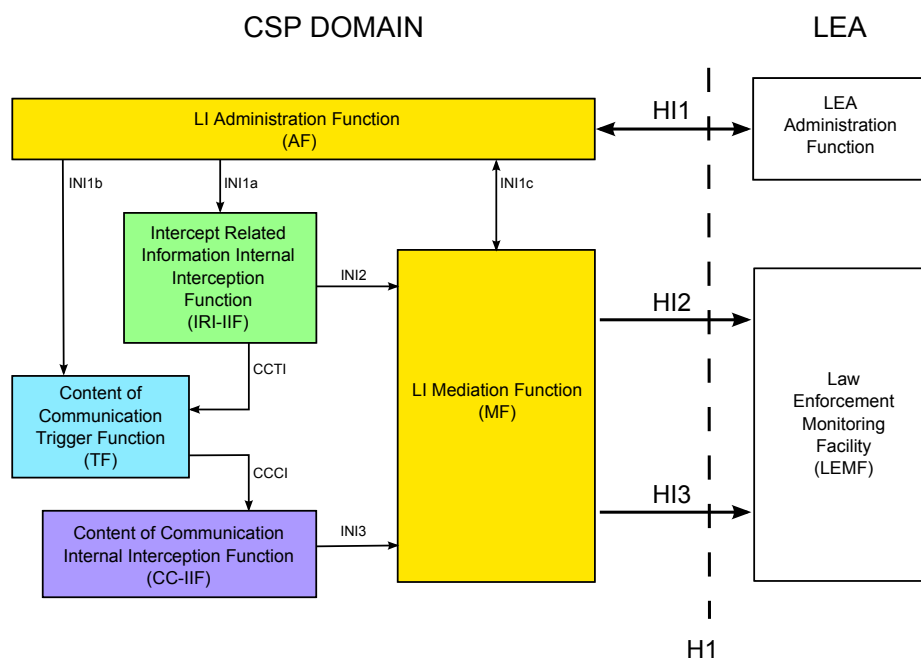 CSP DOMAIN
LEA
LI Administration Function
(AF)
HI1
LEA
Administration
Function
INI1b
INI1a
INI1c
Intercept Related
Information Internal
Interception
Function
(IRI-IIF)
INI2
HI2
CCTI
LI Mediation Function
(MF)
Content of
Communication
Trigger Function
(TF)
Law
Enforcement
Monitoring
Facility
(LEMF)
CCCI
HI3
Content of Communication
Internal Interception Function
(CC-IIF)
INI3
H1